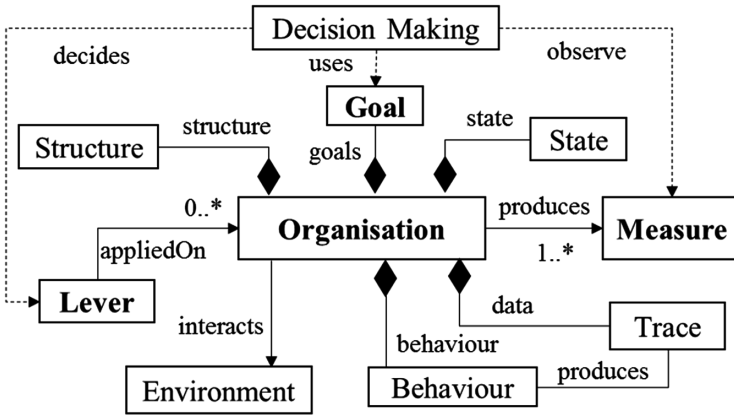 Decision Making
decides
uses
observe
Goal
structure
state
Structure
goals
State
0..*
produces
Organisation
Measure
appliedOn
1..*
Lever
data
interacts
Trace
behaviour
Environment
Behaviour
produces